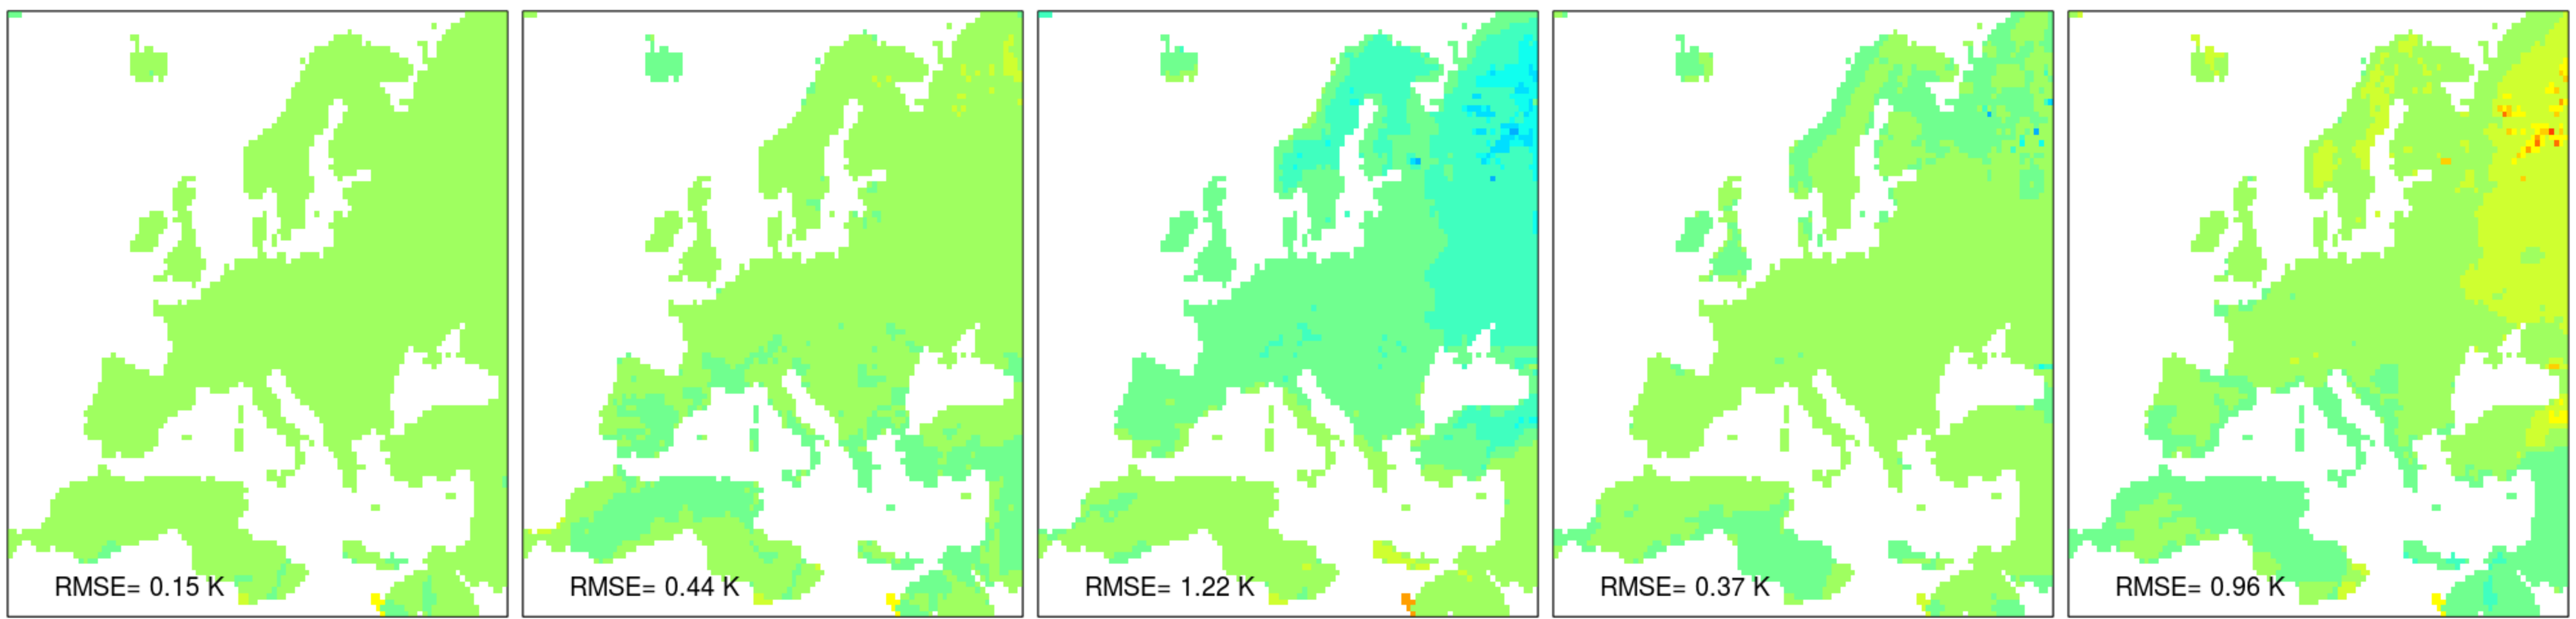 RMSE= 0.15 K
RMSE= 0.44 K
RMSE= 1.22 K
RMSE= 0.37 K
RMSE= 0.96 K